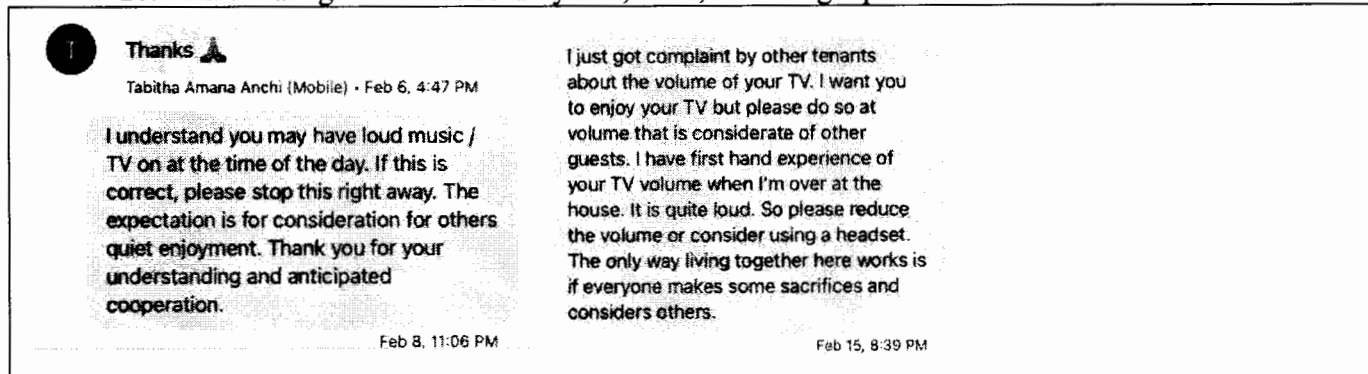 T
Thanks 🙏
Tabitha Amana Anchi (Mobile) • Feb 6, 4:47 PM
I understand you may have loud music /
TV on at the time of the day. If this is
correct, please stop this right away. The
expectation is for consideration for others
quiet enjoyment. Thank you for your
understanding and anticipated
cooperation.
Feb 8, 11:06 PM
I just got complaint by other tenants
about the volume of your TV. I want you
to enjoy your TV but please do so at
volume that is considerate of other
guests. I have first hand experience of
your TV volume when I'm over at the
house. It is quite loud. So please reduce
the volume or consider using a headset.
The only way living together here works is
if everyone makes some sacrifices and
considers others.
Feb 15, 8:39 PM